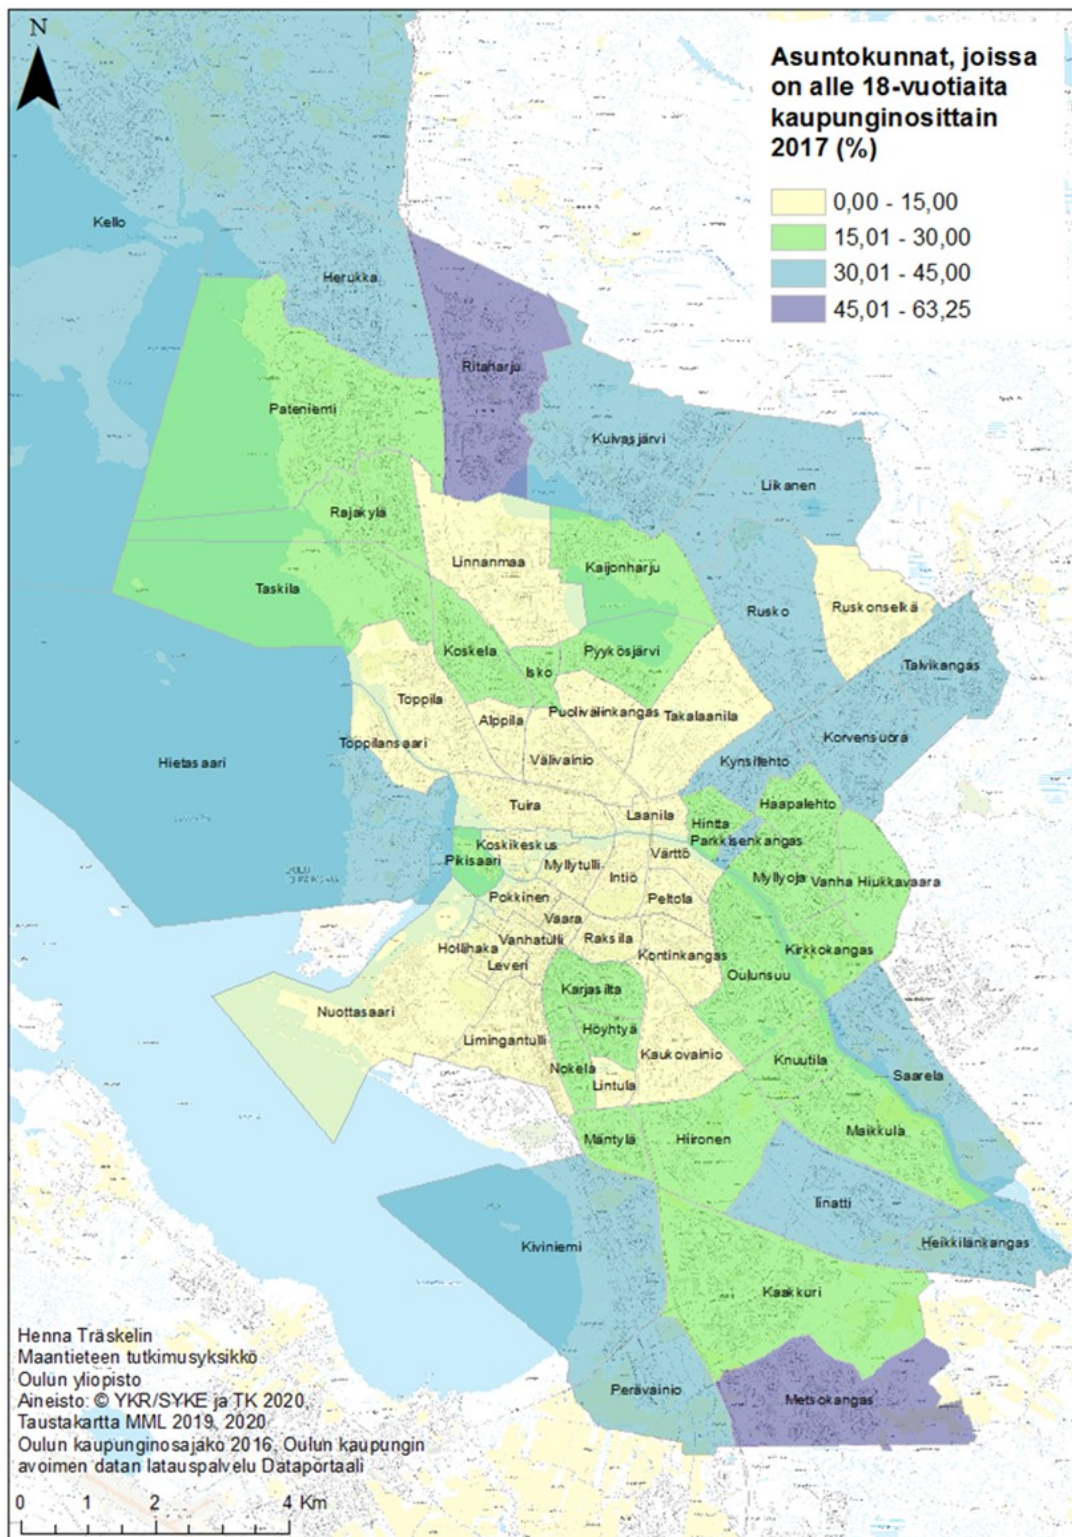 N
Asuntokunnat, joissa
on alle 18-vuotiaita
kaupunginosittain
2017 (%)
0,00 - 15,00
15,01 - 30,00
30,01 - 45,00
45,01 - 63,25
Kello
Herukka
Ritaharju
Pateniemi
Kuivasjärvi
Liikanen
Rajakylä
Linnanmaa
Kaijonharju
Taskila
Rusko
Ruskonselkä
Koskela
Isko
Pyykösjärvi
Talvikangas
Toppila
Alppila
Puolivälinkangas
Takalaanila
Korvensuora
Toppilansaari
Hietasaari
Välivainio
Kynsilehto
Tuira
Laanila
Haapalehto
Hintta
Parkkisenkangas
Koskikeskus
Pikisaari
Myllytulli
Värttö
Intiö
Myllyoja
Vanha Hiukkavaara
Pokkinen
Peltola
Vaara
Hollihaka
Vanhatulli
Raksila
Kontinkangas
Kirkkokangas
Leveri
Oulunsuu
Karjasilta
Nuottasaari
Höyhtyä
Limingantulli
Kaukovainio
Nokela
Knuutila
Lintula
Saarela
Mäntylä
Hiironen
Maikkula
Iinatti
Kiviniemi
Heikkilänkangas
Kaakkuri
Perävainio
Metsokangas
Henna Träskelin
Maantieteen tutkimusyksikkö
Oulun yliopisto
Aineisto: © YKR/SYKE ja TK 2020,
Taustakartta MML 2019, 2020
Oulun kaupunginosajako 2016, Oulun kaupungin
avoimen datan latauspalvelu Dataportaali
0 1 2 4 Km